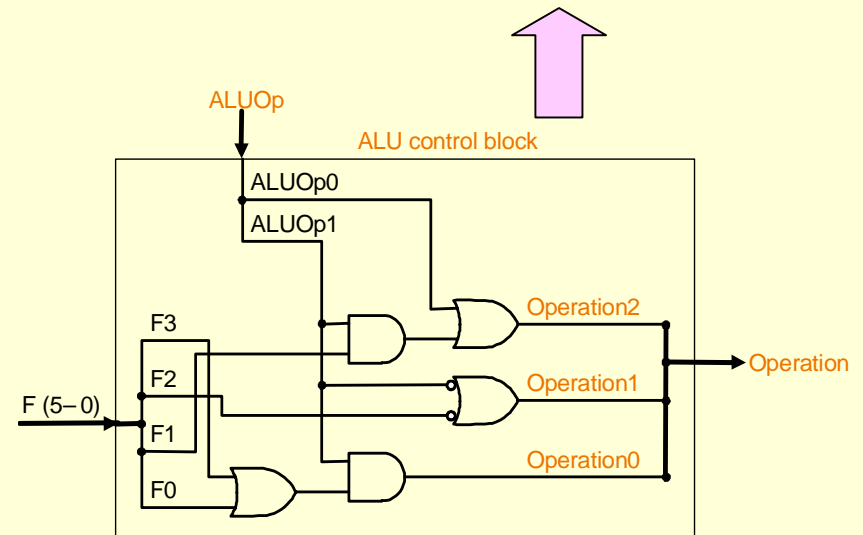 ALUOp
ALU control block
ALUOp0
ALUOp1
Operation2
F3
Operation
F2
Operation1
F (5–0)
F1
Operation0
F0